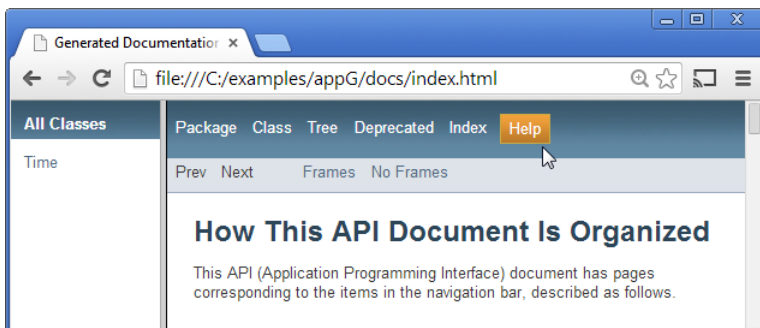 Generated Documentation
file:///C:/examples/appG/docs/index.html
All Classes
Time
Package Class Tree Deprecated Index Help
Prev Next Frames No Frames
How This API Document Is Organized
This API (Application Programming Interface) document has pages
corresponding to the items in the navigation bar, described as follows.